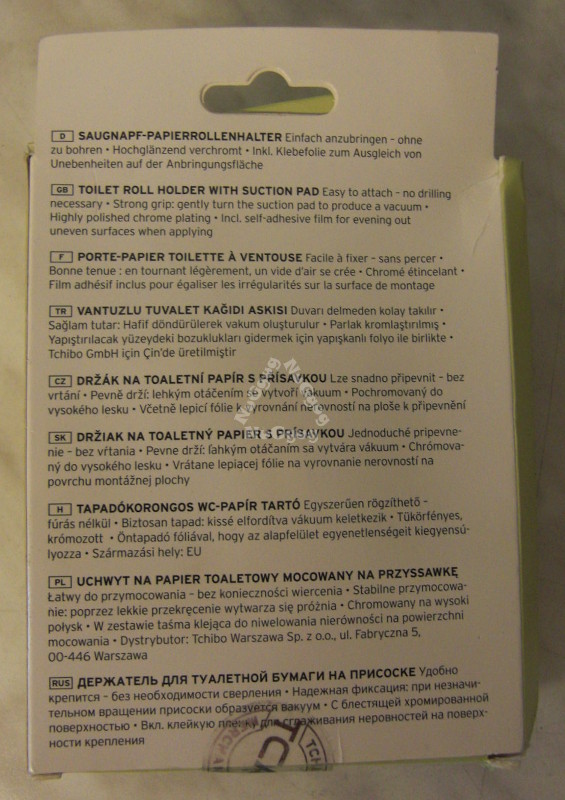 D SAUGNAPF-PAPIERROLLENHALTER Einfach anzubringen – ohne
zu bohren • Hochglänzend verchromt • Inkl. Klebefolie zum Ausgleich von
Unebenheiten auf der Anbringungsfläche
GB TOILET ROLL HOLDER WITH SUCTION PAD Easy to attach – no drilling
necessary • Strong grip: gently turn the suction pad to produce a vacuum •
Highly polished chrome plating • Incl. self-adhesive film for evening out
uneven surfaces when applying
F PORTE-PAPIER TOILETTE À VENTOUSE Facile à fixer – sans percer •
Bonne tenue : en tournant légèrement, un vide d'air se crée • Chromé étincelant •
Film adhésif inclus pour égaliser les irrégularités sur la surface de montage
TR VANTUZLU TUVALET KAĞIDI ASKISI Duvarı delmeden kolay takılır •
Sağlam tutar: Hafif döndürülerek vakum oluşturulur • Parlak kromlaştırılmış •
Yapıştırılacak yüzeydeki bozuklukları gidermek için yapışkanlı folyo ile birlikte •
Tchibo GmbH için Çin'de üretilmiştir
CZ DRŽÁK NA TOALETNÍ PAPÍR S PŘÍSAVKOU Lze snadno připevnit – bez
vrtání • Pevně drží: lehkým otáčením se vytvoří vakuum • Pochromovaný do
vysokého lesku • Včetně lepicí fólie k vyrovnání nerovností na ploše k připevnění
SK DRŽIAK NA TOALETNÝ PAPIER S PRÍSAVKOU Jednoduché pripevne-
nie – bez vŕtania • Pevne drží: ľahkým otáčaním sa vytvára vákuum • Chrómova-
ný do vysokého lesku • Vrátane lepiacej fólie na vyrovnanie nerovností na
povrchu montážnej plochy
H TAPADÓKORONGOS WC-PAPÍR TARTÓ Egyszerűen rögzíthető –
fúrás nélkül • Biztosan tapad: kissé elfordítva vákuum keletkezik • Tükörfényes,
krómozott • Öntapadó fóliával, hogy az alapfelület egyenetlenségeit kiegyensú-
lyozza • Származási hely: EU
PL UCHWYT NA PAPIER TOALETOWY MOCOWANY NA PRZYSSAWKĘ
Łatwy do przymocowania – bez konieczności wiercenia • Stabilne przymocowa-
nie: poprzez lekkie przekręcenie wytwarza się próżnia • Chromowany na wysoki
połysk • W zestawie taśma klejąca do niwelowania nierówności na powierzchni
mocowania • Dystrybutor: Tchibo Warszawa Sp. z o.o., ul. Fabryczna 5,
00-446 Warszawa
RUS ДЕРЖАТЕЛЬ ДЛЯ ТУАЛЕТНОЙ БУМАГИ НА ПРИСОСКЕ Удобно
крепится – без необходимости сверления • Надежная фиксация: при незначи-
тельном вращении присоски образуется вакуум • С блестящей хромированной
поверхностью • Вкл. клейкую пленку для сглаживания неровностей на поверх-
ности крепления